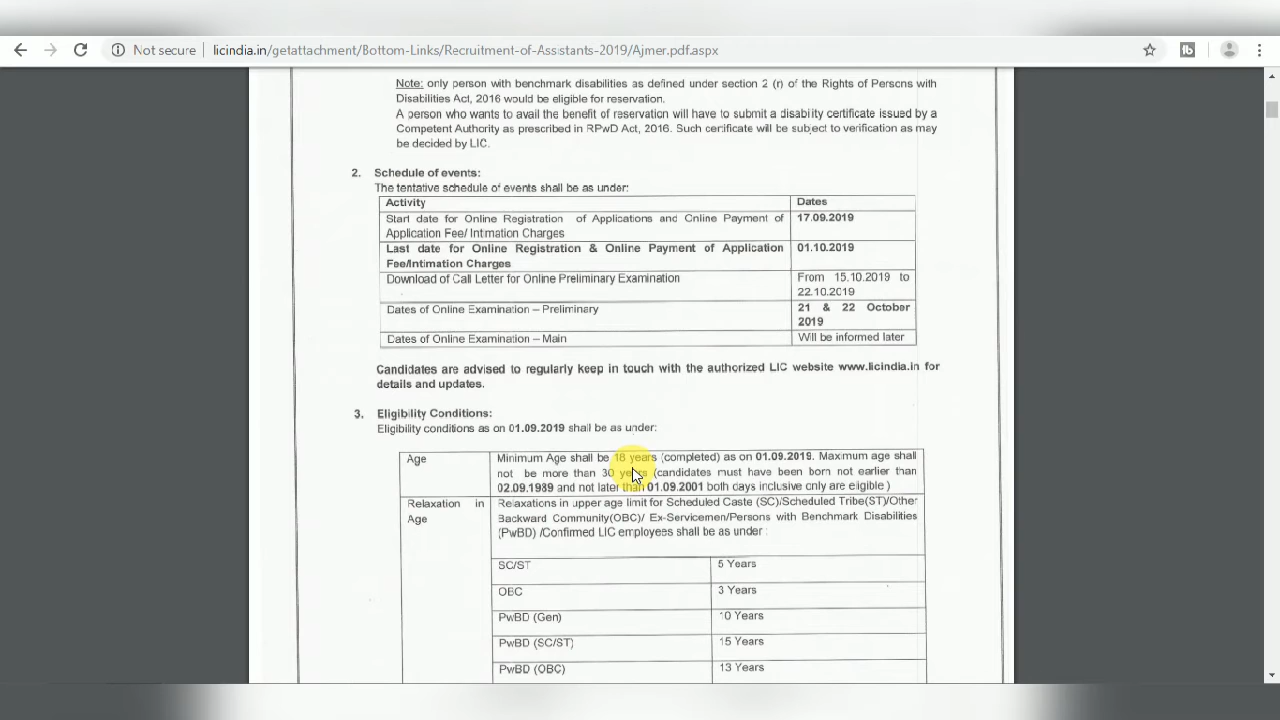 Not secure | licindia.in/getattachment/Bottom-Links/Recruitment-of-Assistants-2019/Ajmer.pdf.aspx
Note: only person with benchmark disabilities as defined under section 2 (r) of the Rights of Persons with
Disabilities Act, 2016 would be eligible for reservation.
A person who wants to avail the benefit of reservation will have to submit a disability certificate issued by a
Competent Authority as prescribed in RPwD Act, 2016. Such certificate will be subject to verification as may
be decided by LIC.
2. Schedule of events:
The tentative schedule of events shall be as under:
Activity Dates
Start date for Online Registration of Applications and Online Payment of 17.09.2019
Application Fee/ Intimation Charges
Last date for Online Registration & Online Payment of Application 01.10.2019
Fee/Intimation Charges
Download of Call Letter for Online Preliminary Examination From 15.10.2019 to
22.10.2019
Dates of Online Examination – Preliminary 21 & 22 October
2019
Dates of Online Examination – Main Will be informed later
Candidates are advised to regularly keep in touch with the authorized LIC website www.licindia.in for
details and updates.
3. Eligibility Conditions:
Eligibility conditions as on 01.09.2019 shall be as under:
Age Minimum Age shall be 18 years (completed) as on 01.09.2019. Maximum age shall
not be more than 30 years (candidates must have been born not earlier than
02.09.1989 and not later than 01.09.2001 both days inclusive only are eligible )
Relaxation in Relaxations in upper age limit for Scheduled Caste (SC)/Scheduled Tribe(ST)/Other
Age Backward Community(OBC)/ Ex-Servicemen/Persons with Benchmark Disabilities
(PwBD) /Confirmed LIC employees shall be as under :
SC/ST 5 Years
OBC 3 Years
PwBD (Gen) 10 Years
PwBD (SC/ST) 15 Years
PwBD (OBC) 13 Years